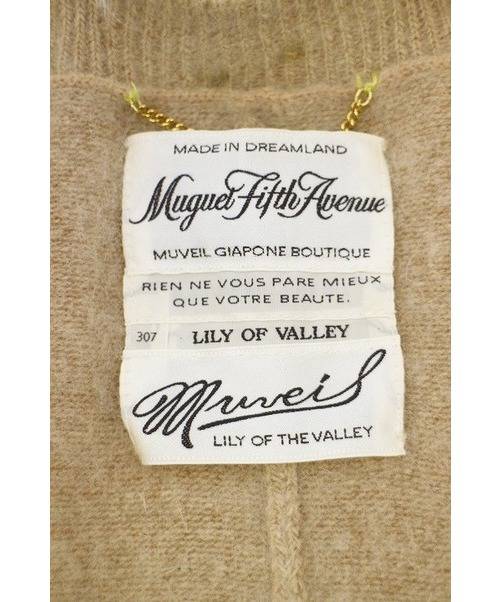 MADE IN DREAMLAND
Muguet Fifth Avenue
MUVEIL GIAPONE BOUTIQUE
RIEN NE VOUS PARE MIEUX
QUE VOTRE BEAUTE.
307 LILY OF VALLEY
Muveil
LILY OF THE VALLEY